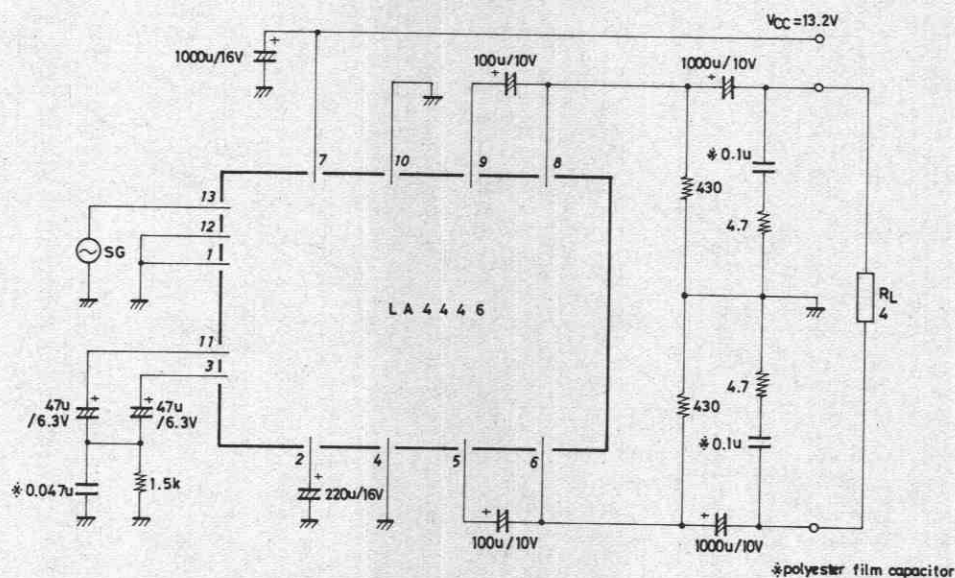 VCC=13.2V
1000u/16V
+
100u/10V
+
1000u/10V
+
7
10
9
8
※0.1u
13
430
12
4.7
SG
1
LA4446
RL
4
11
3
4.7
47u
/6.3V
+
47u
/6.3V
+
430
※0.1u
2
4
5
6
※0.047u
1.5k
+
220u/16V
+
100u/10V
+
1000u/10V
※polyester film capacitor